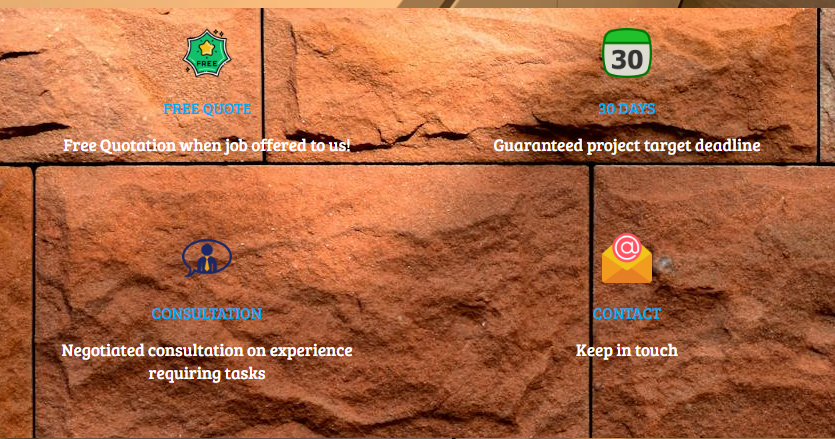 FREE
FREE QUOTE
Free Quotation when job offered to us!
30
30 DAYS
Guaranteed project target deadline
CONSULTATION
Negotiated consultation on experience
requiring tasks
@
CONTACT
Keep in touch